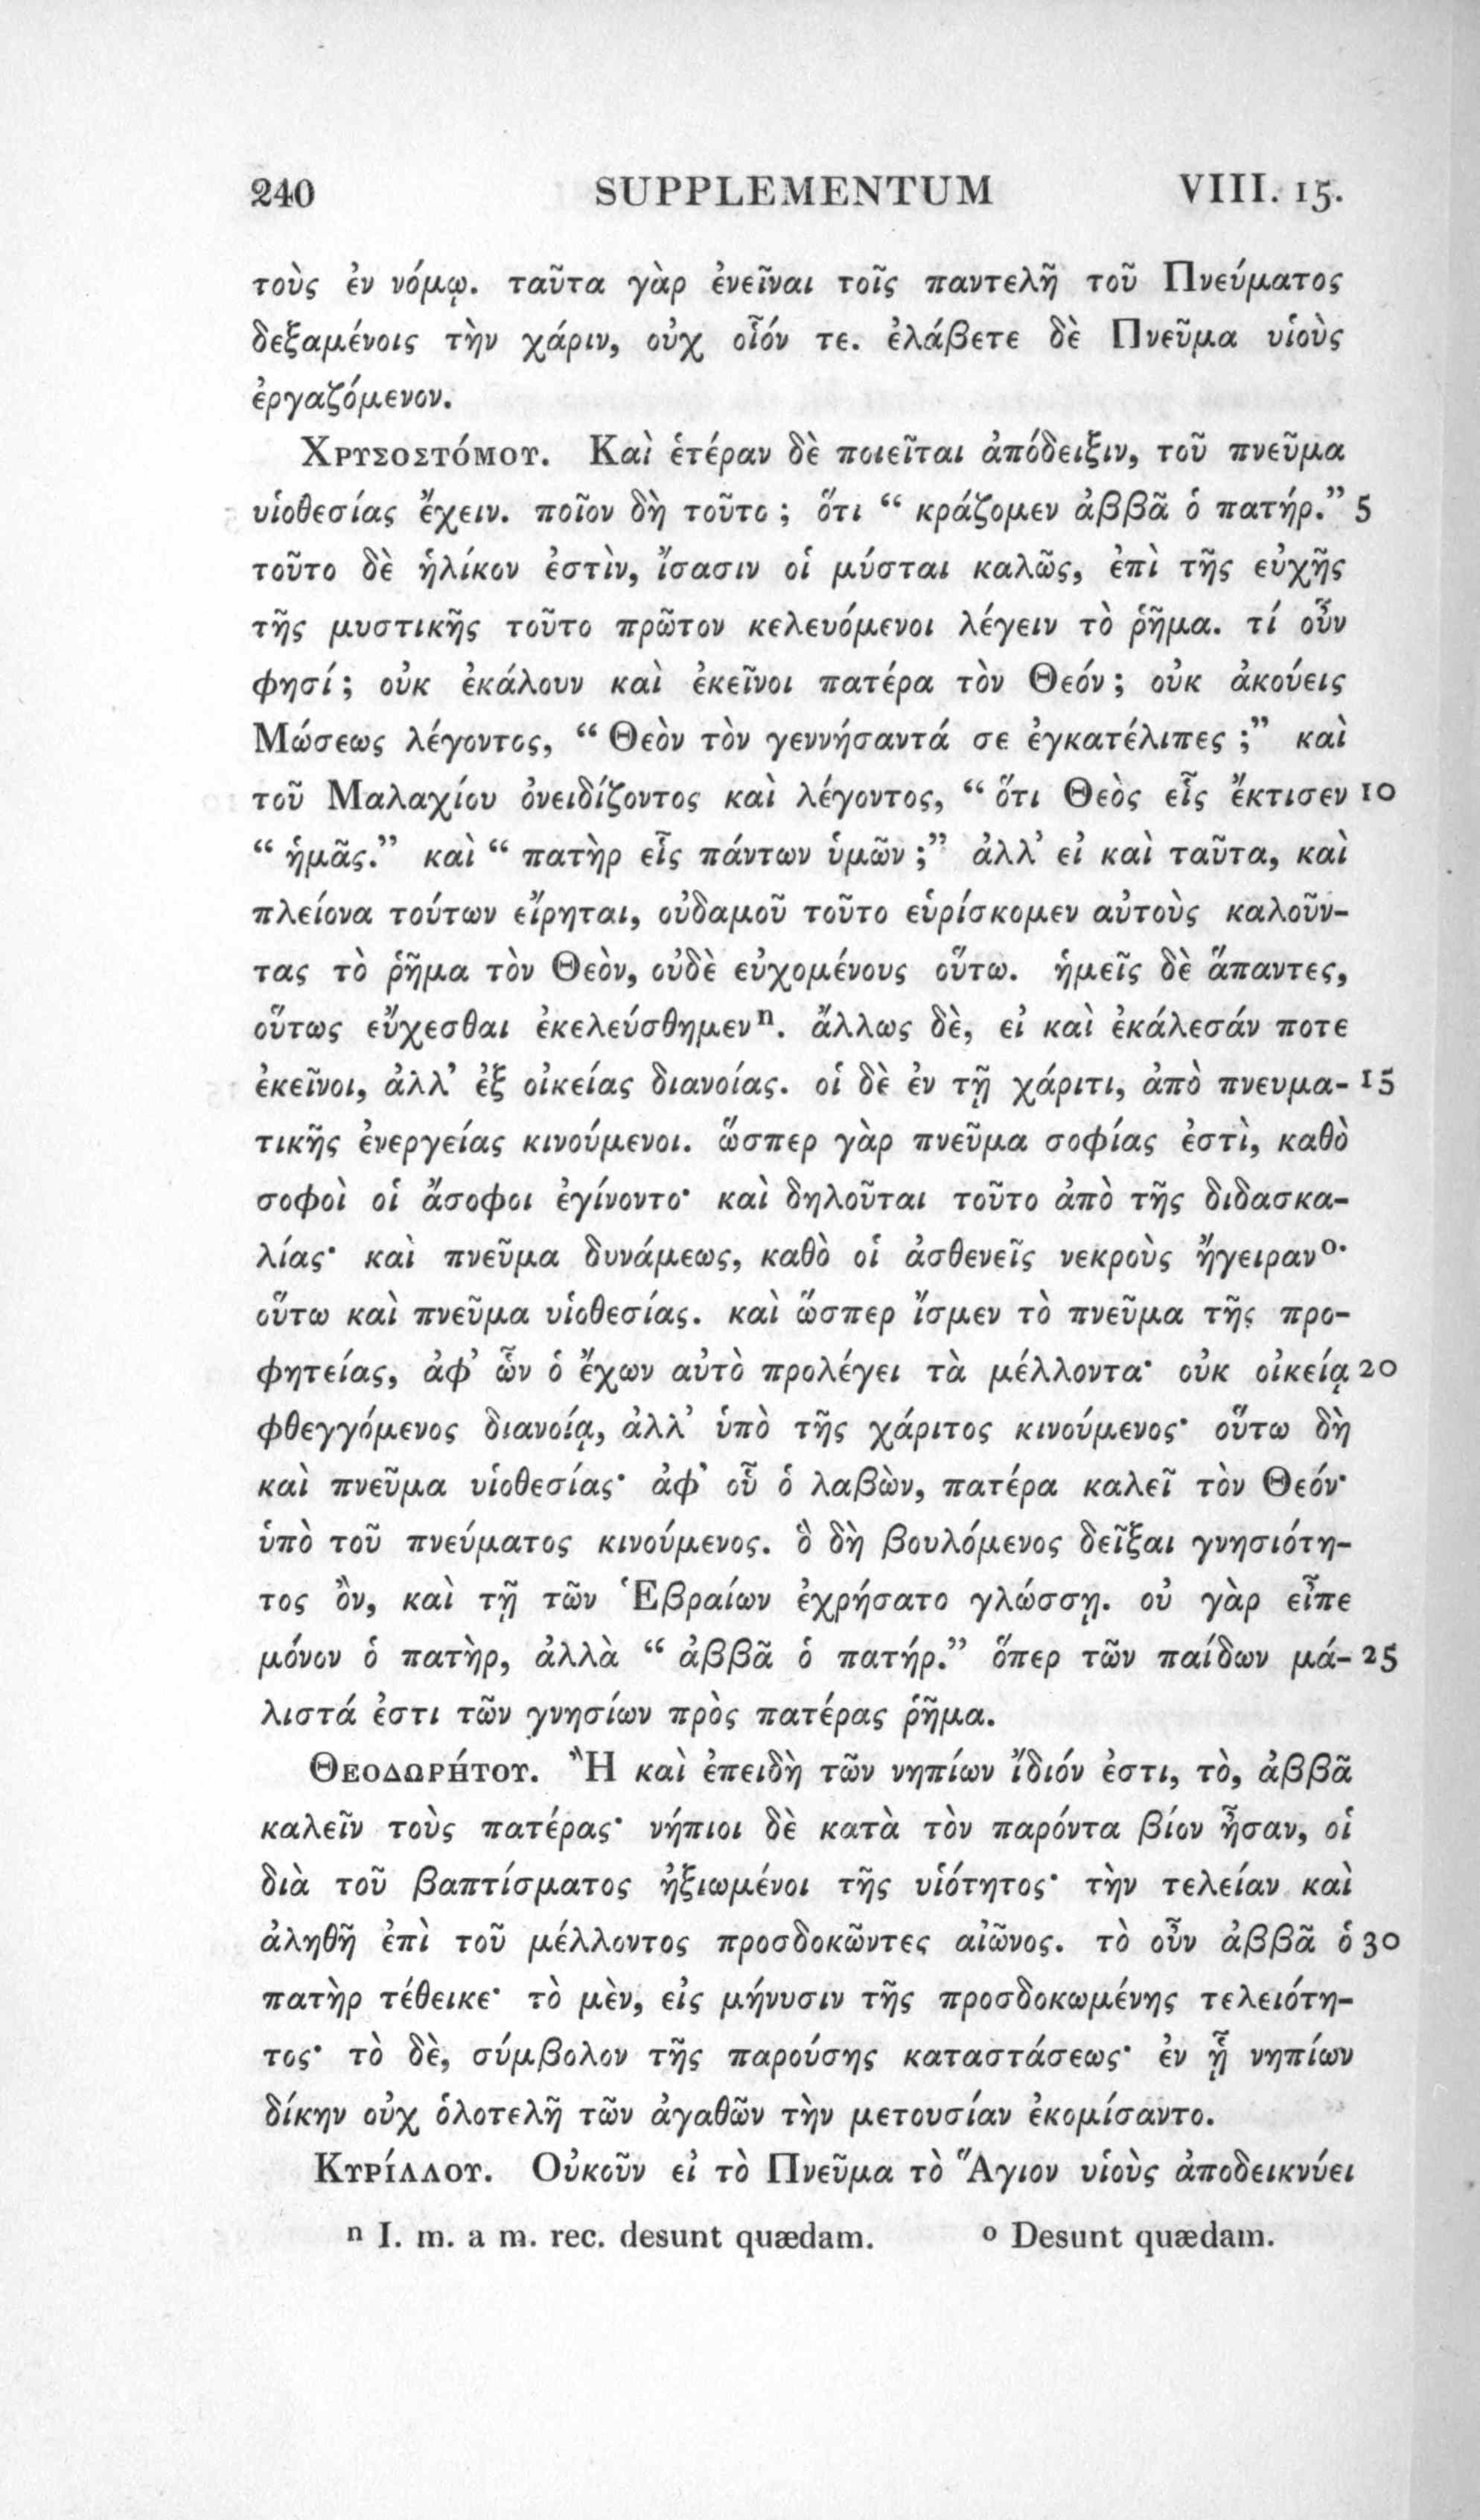 240 SUPPLEMENTUM VIII. 15.
τοὺς ἐν νόμῳ. ταῦτα γὰρ ἐνεῖναι τοῖς παντελῆ τοῦ Πνεύματος
δεξαμένοις τὴν χάριν, οὐχ οἷόν τε. ἐλάβετε δὲ Πνεῦμα υἱοὺς
ἐργαζόμενον.
ΧΡΥΣΟΣΤΌΜΟΥ. Καὶ ἑτέραν δὲ ποιεῖται ἀπόδειξιν, τοῦ πνεῦμα
υἱοθεσίας ἔχειν. ποῖον δὴ τοῦτο ; ὅτι “ κράζομεν ἀββᾶ ὁ πατήρ.” 5
τοῦτο δὲ ἡλίκον ἐστὶν, ἴσασιν οἱ μύσται καλῶς, ἐπὶ τῆς εὐχῆς
τῆς μυστικῆς τοῦτο πρῶτον κελευόμενοι λέγειν τὸ ῥῆμα. τί οὖν
φησί ; οὐκ ἐκάλουν καὶ ἐκεῖνοι πατέρα τὸν Θεόν ; οὐκ ἀκούεις
Μώσεως λέγοντος, “ Θεὸν τὸν γεννήσαντά σε ἐγκατέλιπες ;” καὶ
τοῦ Μαλαχίου ὀνειδίζοντος καὶ λέγοντος, “ ὅτι Θεὸς εἷς ἔκτισεν 10
“ ἡμᾶς.” καὶ “ πατὴρ εἷς πάντων ὑμῶν ;” ἀλλ’ εἰ καὶ ταῦτα, καὶ
πλείονα τούτων εἴρηται, οὐδαμοῦ τοῦτο εὑρίσκομεν αὐτοὺς καλοῦν-
τας τὸ ῥῆμα τὸν Θεὸν, οὐδὲ εὐχομένους οὕτω. ἡμεῖς δὲ ἅπαντες,
οὕτως εὔχεσθαι ἐκελεύσθημεν n. ἄλλως δὲ, εἰ καὶ ἐκάλεσάν ποτε
ἐκεῖνοι, ἀλλ’ ἐξ οἰκείας διανοίας. οἱ δὲ ἐν τῇ χάριτι, ἀπὸ πνευμα- 15
τικῆς ἐνεργείας κινούμενοι. ὥσπερ γὰρ πνεῦμα σοφίας ἐστὶ, καθὸ
σοφοὶ οἱ ἄσοφοι ἐγίνοντο· καὶ δηλοῦται τοῦτο ἀπὸ τῆς διδασκα-
λίας· καὶ πνεῦμα δυνάμεως, καθὸ οἱ ἀσθενεῖς νεκροὺς ἤγειραν o·
οὕτω καὶ πνεῦμα υἱοθεσίας. καὶ ὥσπερ ἴσμεν τὸ πνεῦμα τῆς προ-
φητείας, ἀφ’ ὧν ὁ ἔχων αὐτὸ προλέγει τὰ μέλλοντα· οὐκ οἰκείᾳ 20
φθεγγόμενος διανοίᾳ, ἀλλ’ ὑπὸ τῆς χάριτος κινούμενος· οὕτω δὴ
καὶ πνεῦμα υἱοθεσίας· ἀφ’ οὗ ὁ λαβὼν, πατέρα καλεῖ τὸν Θεόν·
ὑπὸ τοῦ πνεύματος κινούμενος. ὃ δὴ βουλόμενος δεῖξαι γνησιότη-
τος ὂν, καὶ τῇ τῶν Ἑβραίων ἐχρήσατο γλώσσῃ. οὐ γὰρ εἶπε
μόνον ὁ πατὴρ, ἀλλὰ “ ἀββᾶ ὁ πατήρ.” ὅπερ τῶν παίδων μά- 25
λιστά ἐστι τῶν γνησίων πρὸς πατέρας ῥῆμα.
ΘΕΟΔΩΡΉΤΟΥ. Ἢ καὶ ἐπειδὴ τῶν νηπίων ἴδιόν ἐστι, τὸ, ἀββᾶ
καλεῖν τοὺς πατέρας· νήπιοι δὲ κατὰ τὸν παρόντα βίον ἦσαν, οἱ
διὰ τοῦ βαπτίσματος ἠξιωμένοι τῆς υἱότητος· τὴν τελείαν καὶ
ἀληθῆ ἐπὶ τοῦ μέλλοντος προσδοκῶντες αἰῶνος. τὸ οὖν ἀββᾶ ὁ 30
πατὴρ τέθεικε· τὸ μὲν, εἰς μήνυσιν τῆς προσδοκωμένης τελειότη-
τος· τὸ δὲ, σύμβολον τῆς παρούσης καταστάσεως· ἐν ᾗ νηπίων
δίκην οὐχ ὁλοτελῆ τῶν ἀγαθῶν τὴν μετουσίαν ἐκομίσαντο.
ΚΥΡΊΛΛΟΥ. Οὐκοῦν εἰ τὸ Πνεῦμα τὸ Ἅγιον υἱοὺς ἀποδεικνύει
n I. m. a m. rec. desunt quædam. o Desunt quædam.